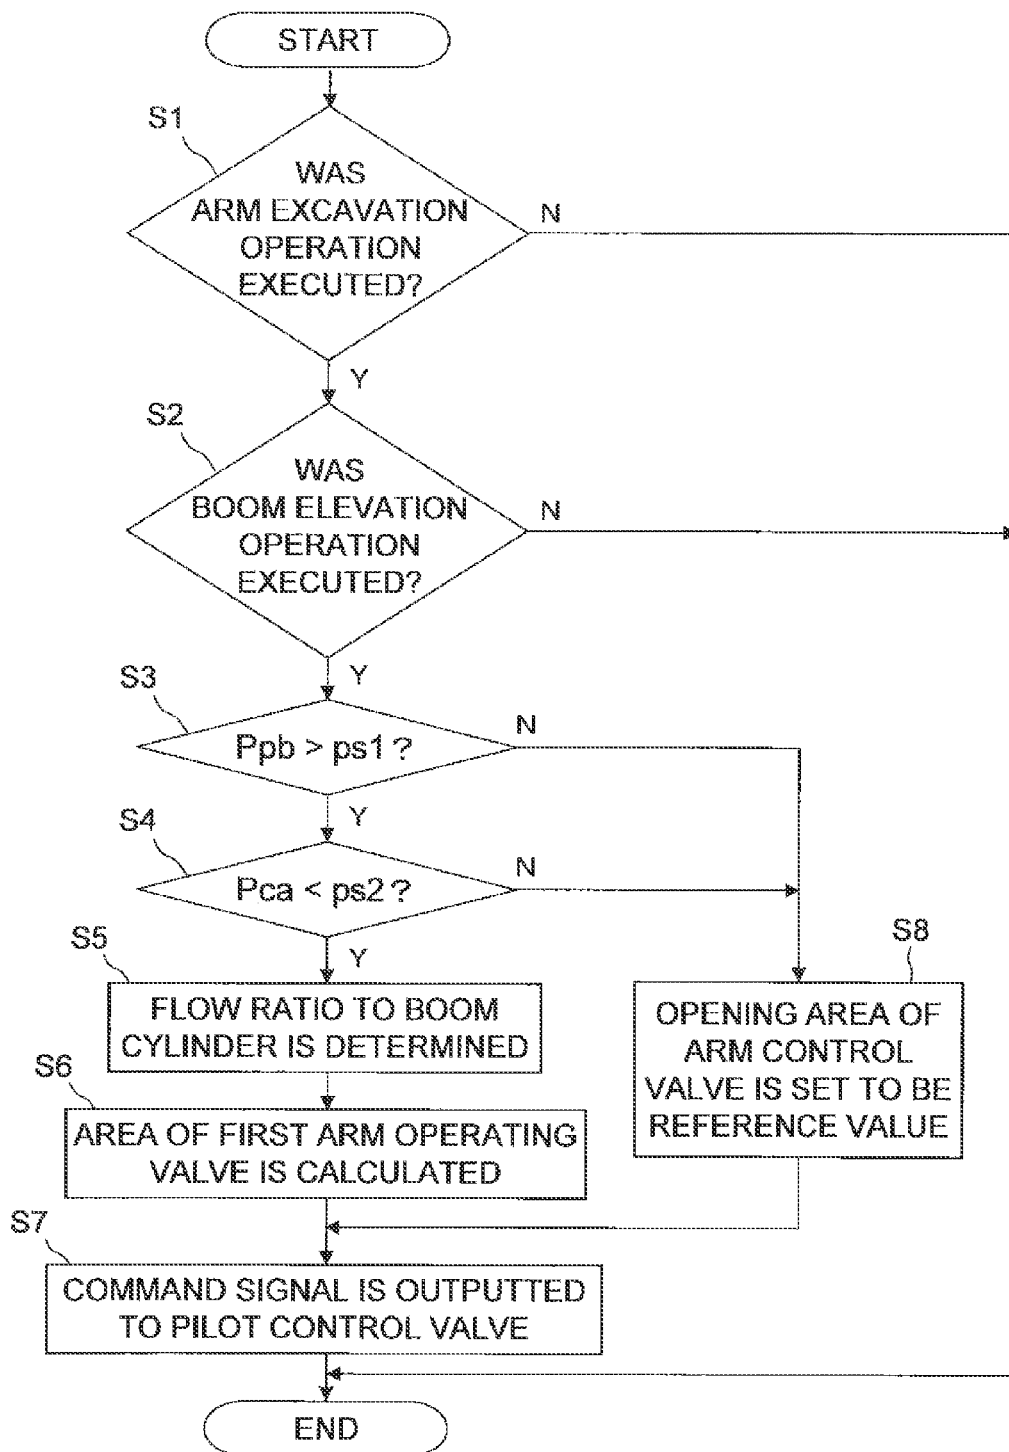 START
S1
WAS
ARM EXCAVATION
OPERATION
EXECUTED?
N
Y
S2
WAS
BOOM ELEVATION
OPERATION
EXECUTED?
N
Y
S3
Ppb > ps1?
N
Y
S4
Pca < ps2?
N
Y
S5
FLOW RATIO TO BOOM
CYLINDER IS DETERMINED
S8
OPENING AREA OF
ARM CONTROL
VALVE IS SET TO BE
REFERENCE VALUE
S6
AREA OF FIRST ARM OPERATING
VALVE IS CALCULATED
S7
COMMAND SIGNAL IS OUTPUTTED
TO PILOT CONTROL VALVE
END